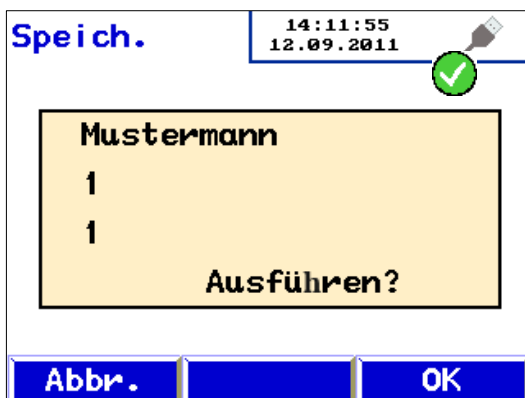 Speich.
14:11:55
12.09.2011
Mustermann
1
1
Ausführen?
Abbr. OK